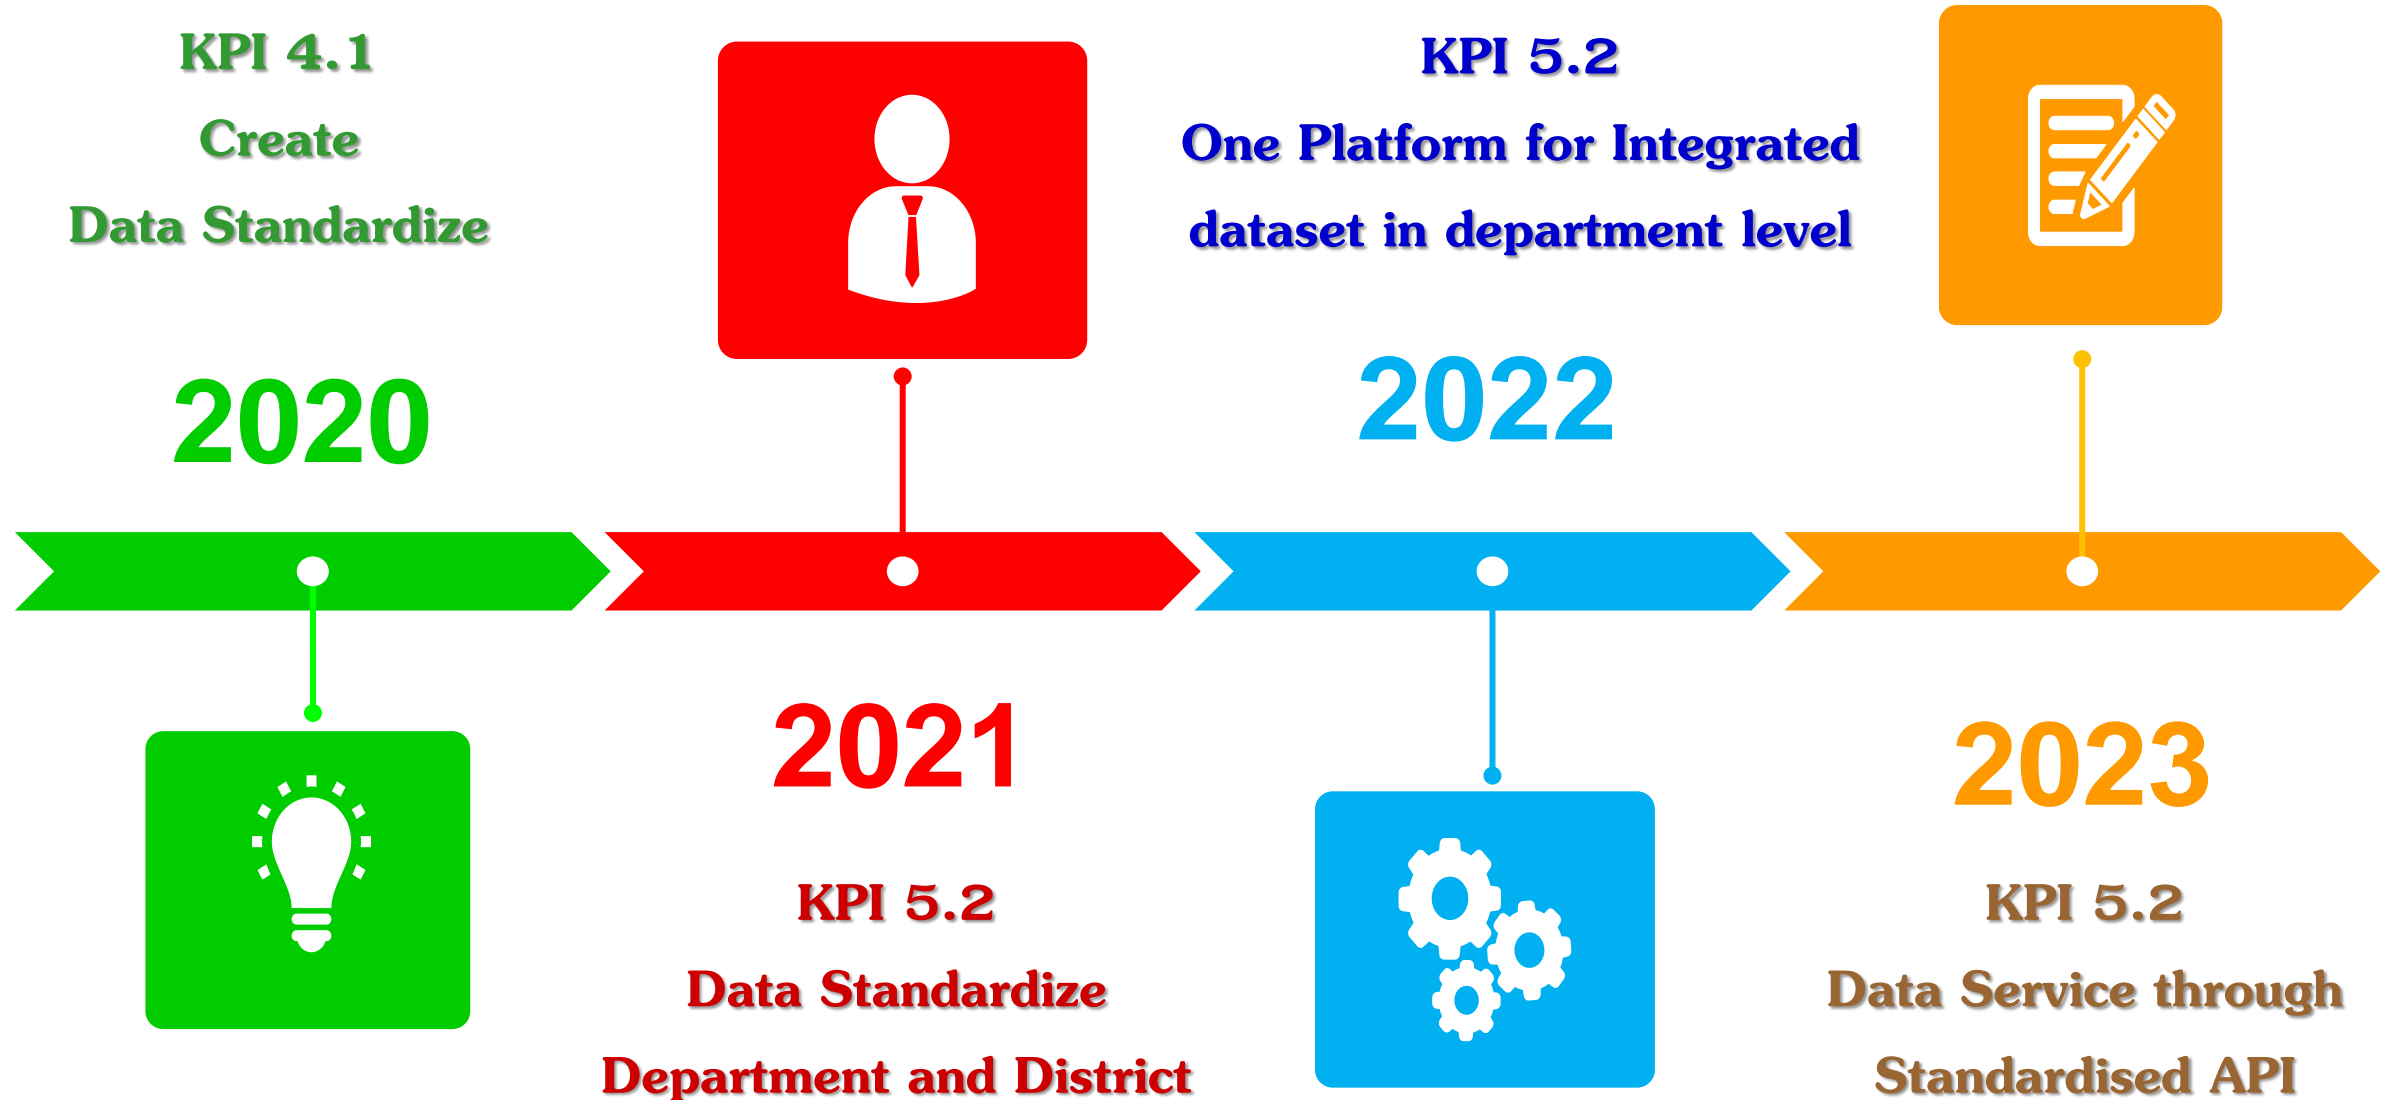 KPI 4.1
Create
Data Standardize
2020
2021
KPI 5.2
Data Standardize
Department and District
KPI 5.2
One Platform for Integrated
dataset in department level
2022
2023
KPI 5.2
Data Service through
Standardised API